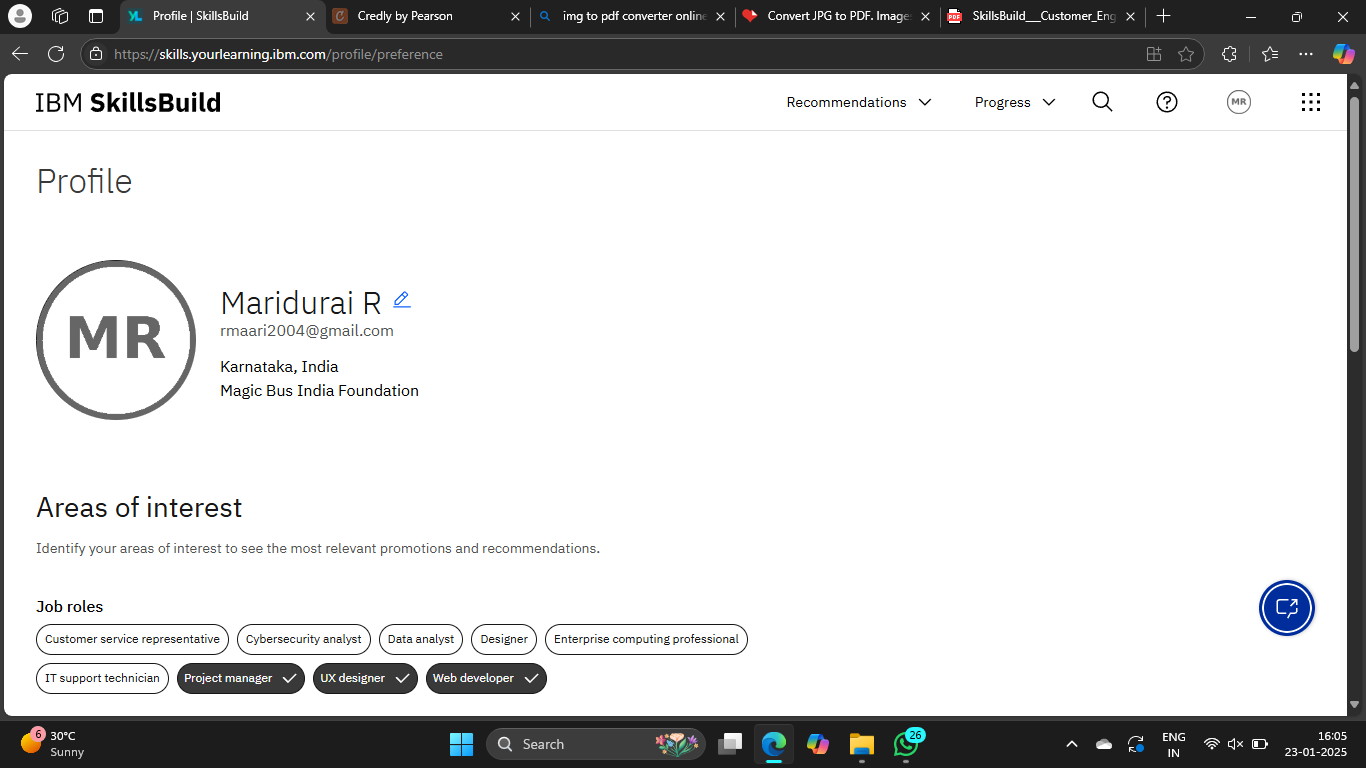 Profile | SkillsBuild
Credly by Pearson
img to pdf converter online
Convert JPG to PDF. Image
SkillsBuild__Customer_Eng
https://skills.yourlearning.ibm.com/profile/preference
IBM SkillsBuild
Recommendations
Progress
MR
Profile
MR
Maridurai R
rmaari2004@gmail.com
Karnataka, India
Magic Bus India Foundation
Areas of interest
Identify your areas of interest to see the most relevant promotions and recommendations.
Job roles
Customer service representative Cybersecurity analyst Data analyst Designer Enterprise computing professional
IT support technician Project manager UX designer Web developer
6
30°C
Sunny
Search
26
ENG
IN
16:05
23-01-2025